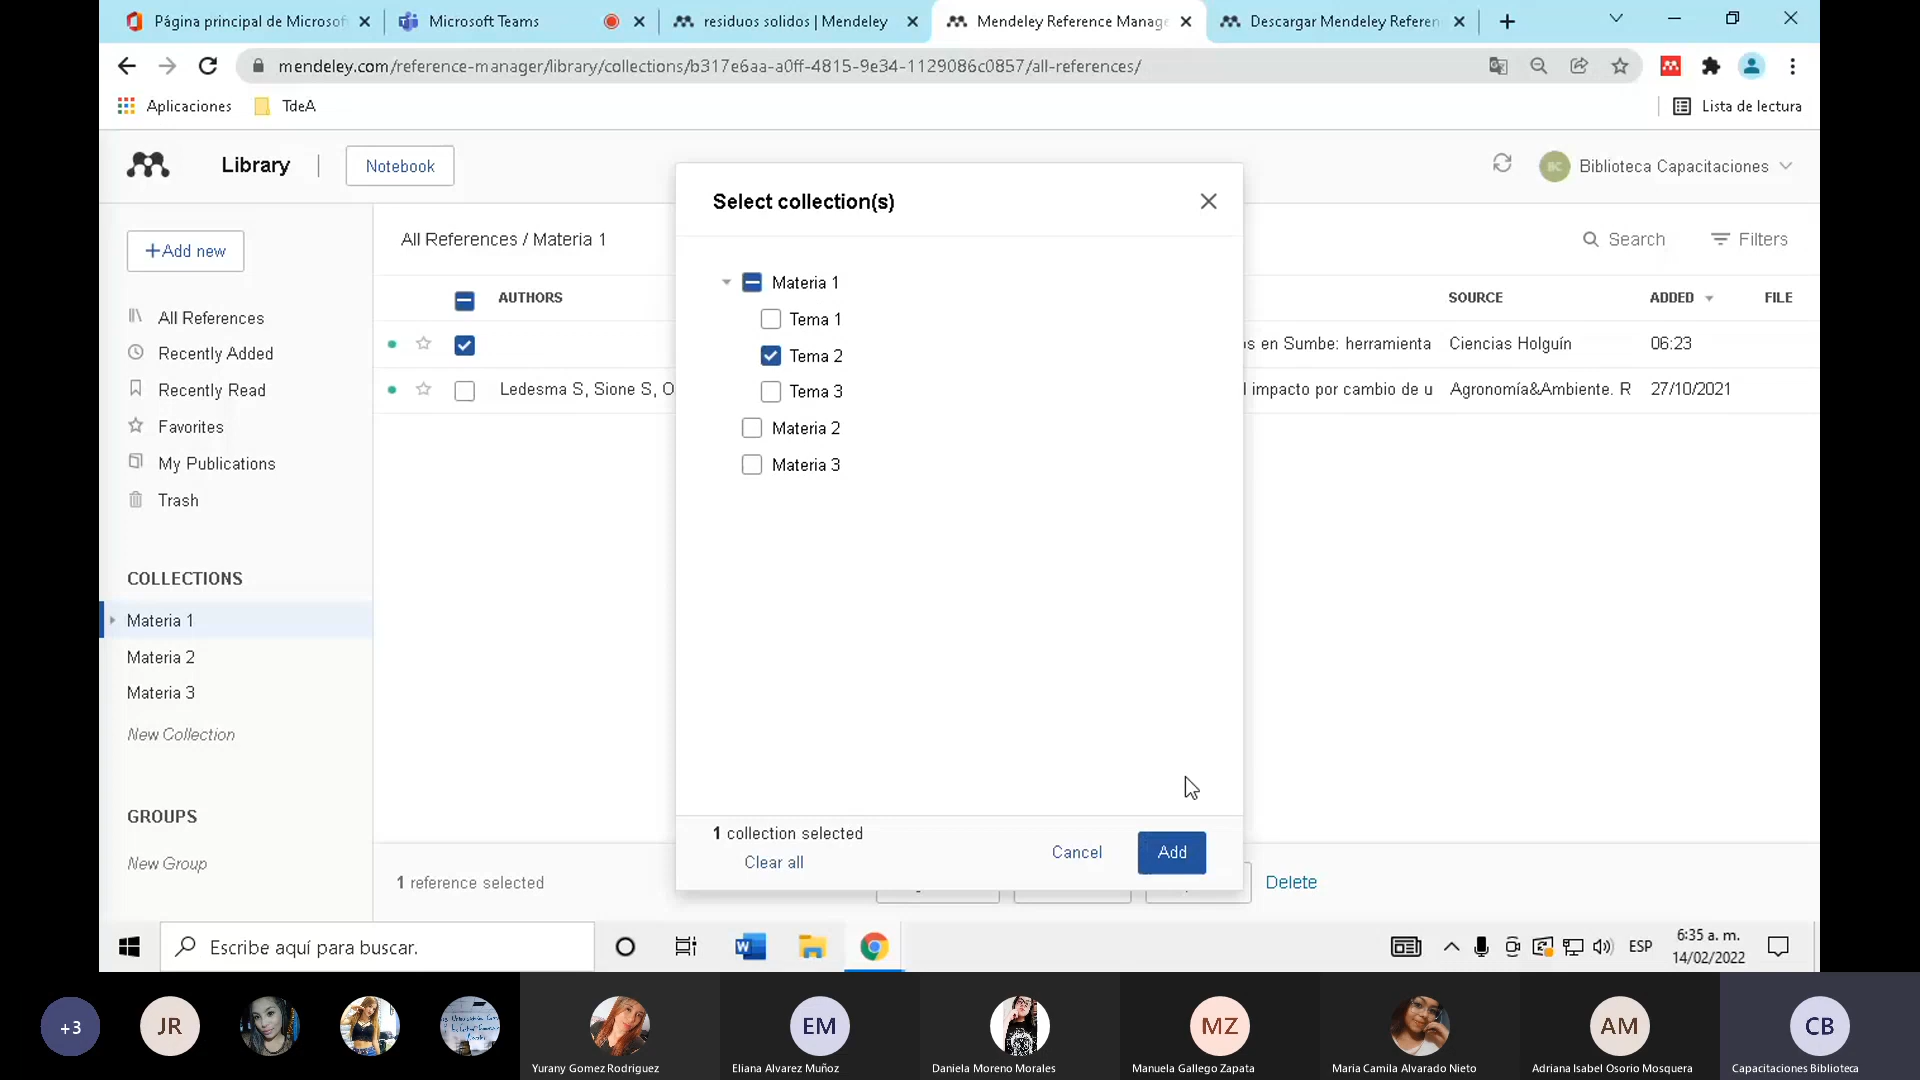 Página principal de Microsof
Microsoft Teams
residuos solidos | Mendeley
Mendeley Reference Manag
Descargar Mendeley Referen
mendeley.com/reference-manager/library/collections/b317e6aa-a0ff-4815-9e34-1129086c0857/all-references/
Aplicaciones
TdeA
Lista de lectura
Library
Notebook
BC
Biblioteca Capacitaciones
Select collection(s)
+Add new
All References / Materia 1
Search
Filters
AUTHORS
SOURCE
ADDED
FILE
Materia 1
Tema 1
Tema 2
Tema 3
Materia 2
Materia 3
os en Sumbe: herramienta
Ciencias Holguín
06:23
Ledesma S, Sione S, O
l impacto por cambio de u
Agronomía&Ambiente. R
27/10/2021
All References
Recently Added
Recently Read
Favorites
My Publications
Trash
COLLECTIONS
Materia 1
Materia 2
Materia 3
New Collection
GROUPS
New Group
1 collection selected
Clear all
Cancel
Add
1 reference selected
Delete
Escribe aquí para buscar.
ESP
6:35 a. m.
14/02/2022
+3
JR
EM
MZ
AM
CB
Yurany Gomez Rodriguez
Eliana Alvarez Muñoz
Daniela Moreno Morales
Manuela Gallego Zapata
Maria Camila Alvarado Nieto
Adriana Isabel Osorio Mosquera
Capacitaciones Biblioteca